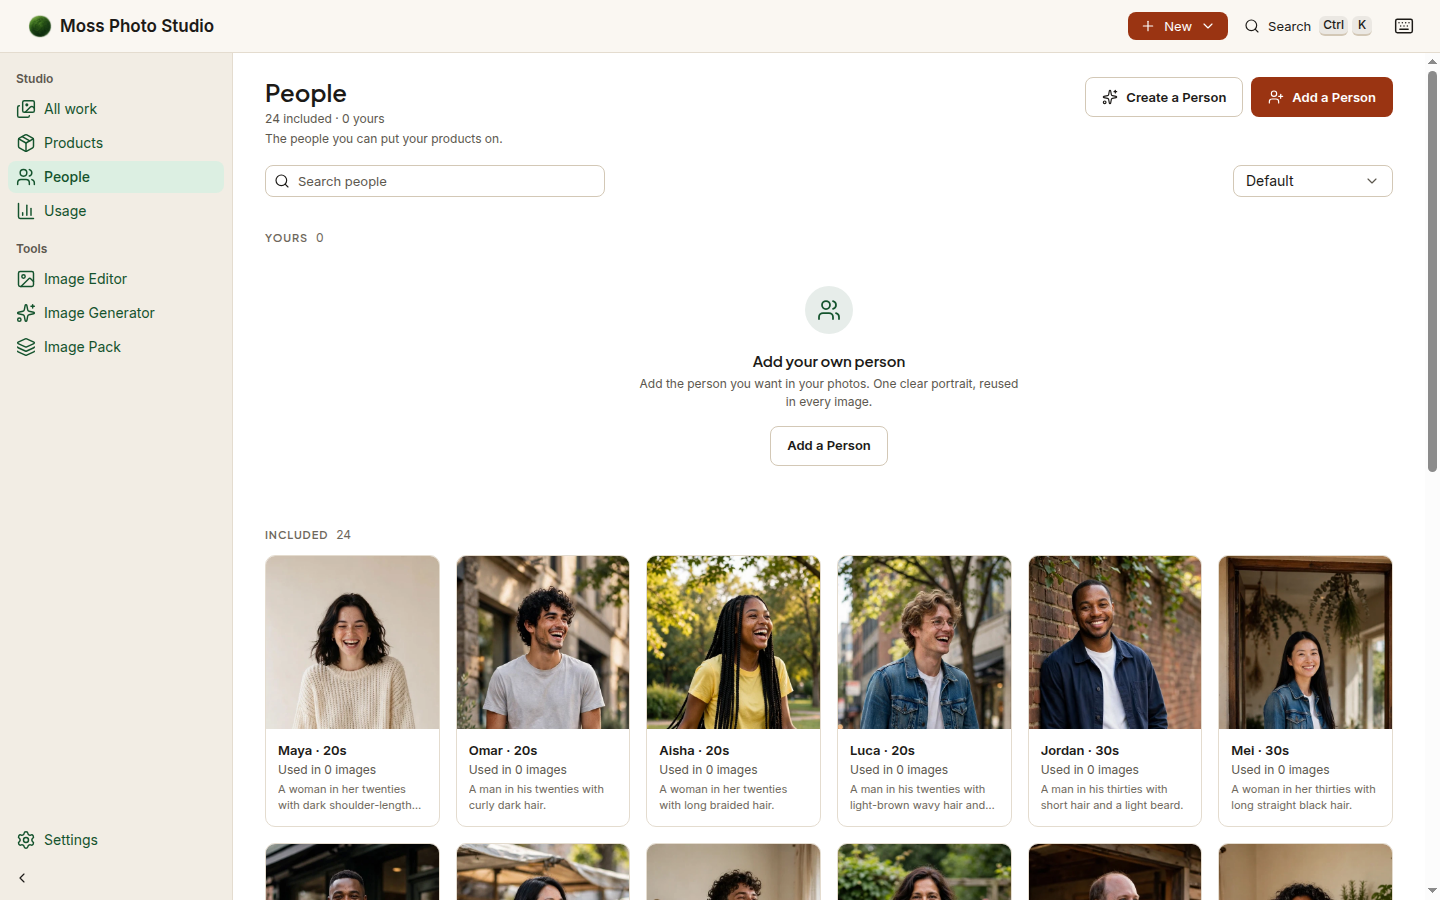 Moss Photo Studio
New
Search Ctrl K
Studio
All work
Products
People
Usage
Tools
Image Editor
Image Generator
Image Pack
Settings
People
24 included · 0 yours
The people you can put your products on.
Create a Person
Add a Person
Search people
Default
YOURS 0
Add your own person
Add the person you want in your photos. One clear portrait, reused
in every image.
Add a Person
INCLUDED 24
Maya · 20s
Used in 0 images
A woman in her twenties
with dark shoulder-length...
Omar · 20s
Used in 0 images
A man in his twenties with
curly dark hair.
Aisha · 20s
Used in 0 images
A woman in her twenties
with long braided hair.
Luca · 20s
Used in 0 images
A man in his twenties with
light-brown wavy hair and...
Jordan · 30s
Used in 0 images
A man in his thirties with
short hair and a light beard.
Mei · 30s
Used in 0 images
A woman in her thirties with
long straight black hair.